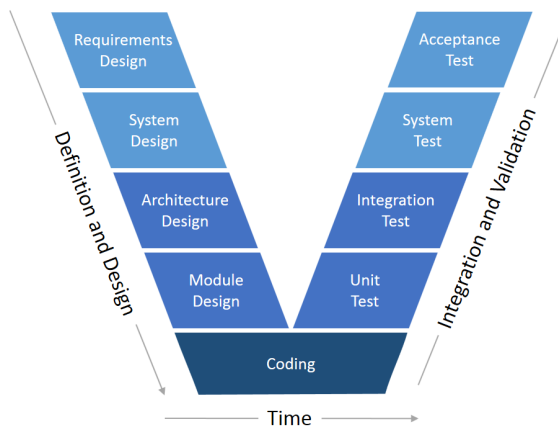 Requirements
Design
Acceptance
Test
System
Design
System
Test
Architecture
Design
Integration
Test
Module
Design
Unit
Test
Coding
Definition and Design
Integration and Validation
Time